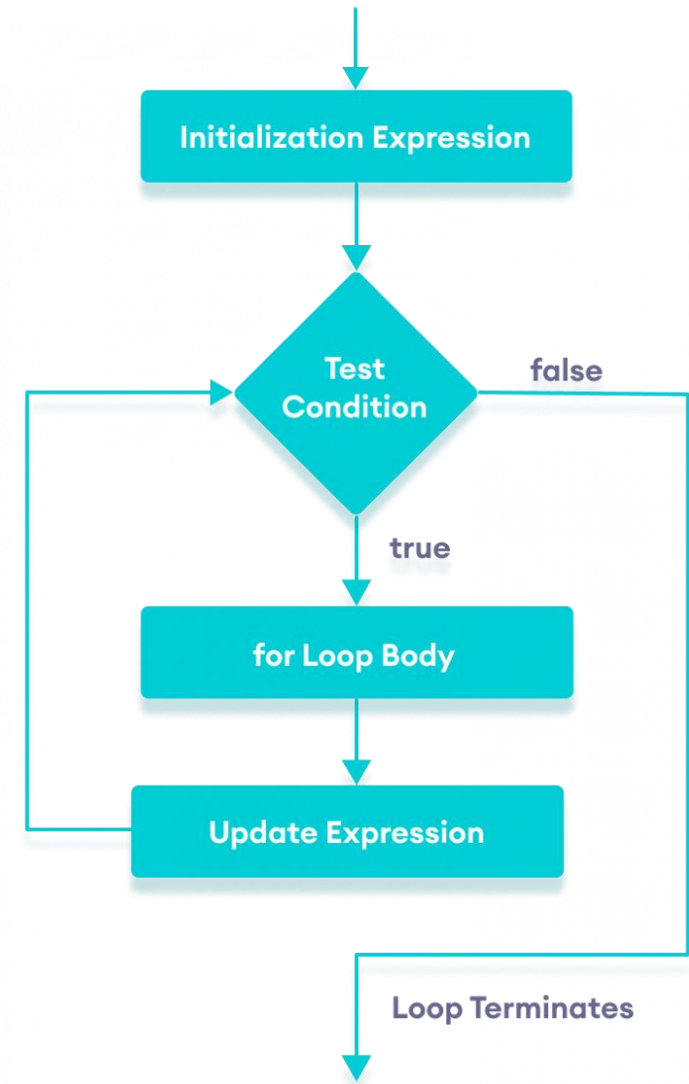 Initialization Expression
Test
Condition
false
true
for Loop Body
Update Expression
Loop Terminates